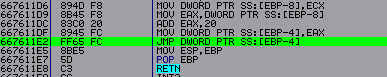 667611D6 894D F8 MOV DWORD PTR SS:[EBP-8],ECX
667611D9 8B45 F8 MOV EAX,DWORD PTR SS:[EBP-8]
667611DC 83C0 20 ADD EAX,20
667611DF 8945 FC MOV DWORD PTR SS:[EBP-4],EAX
667611E2 FF65 FC JMP DWORD PTR SS:[EBP-4]
667611E5 8BE5 MOV ESP,EBP
667611E7 5D POP EBP
667611E8 C3 RETN